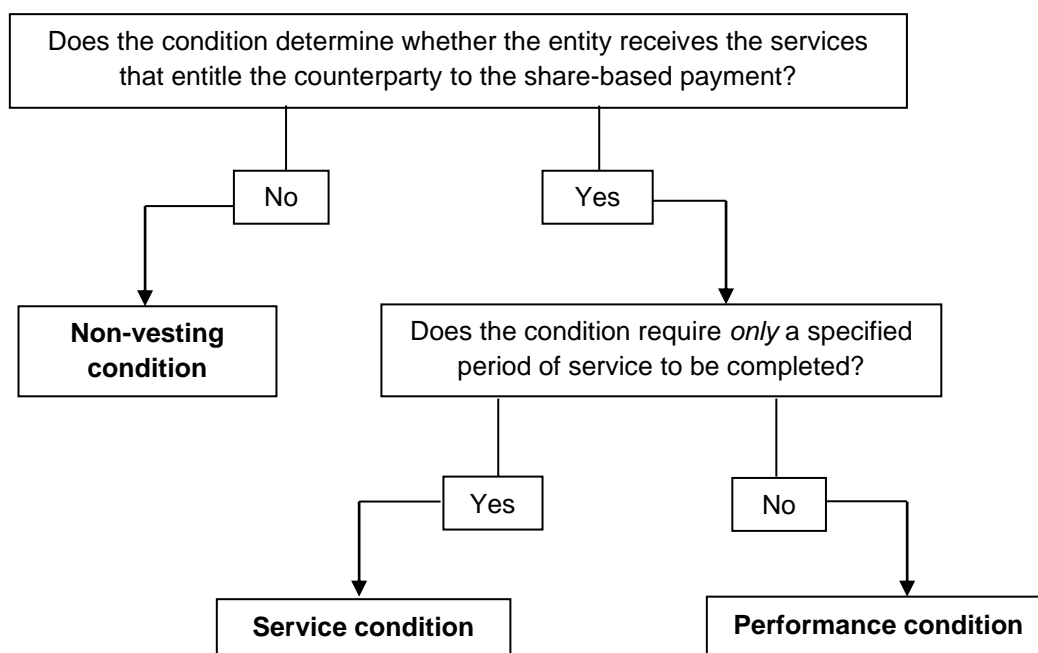 Does the condition determine whether the entity receives the services
that entitle the counterparty to the share-based payment?
No
Yes
Non-vesting
condition
Does the condition require only a specified
period of service to be completed?
Yes
No
Service condition
Performance condition